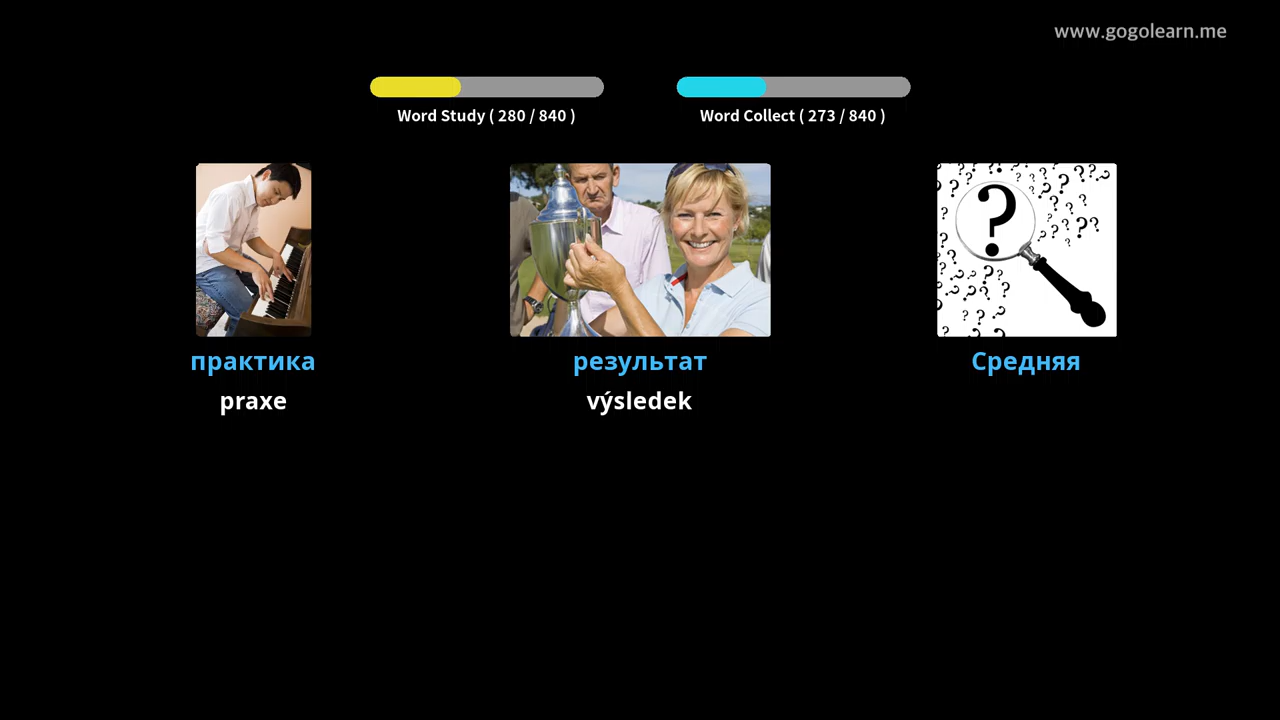 www.gogolearn.me
Word Study ( 280 / 840 )
Word Collect ( 273 / 840 )
практика
результат
Средняя
praxe
výsledek